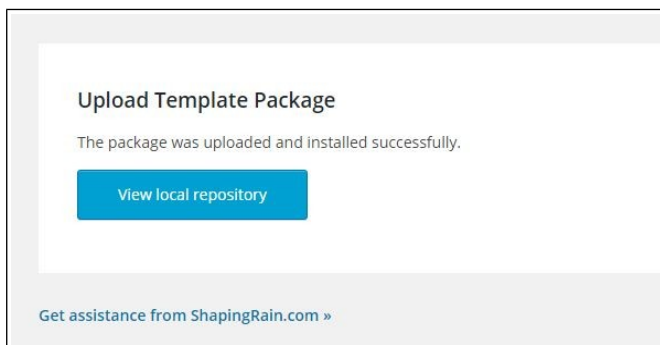 Upload Template Package
The package was uploaded and installed successfully.
View local repository
Get assistance from ShapingRain.com »